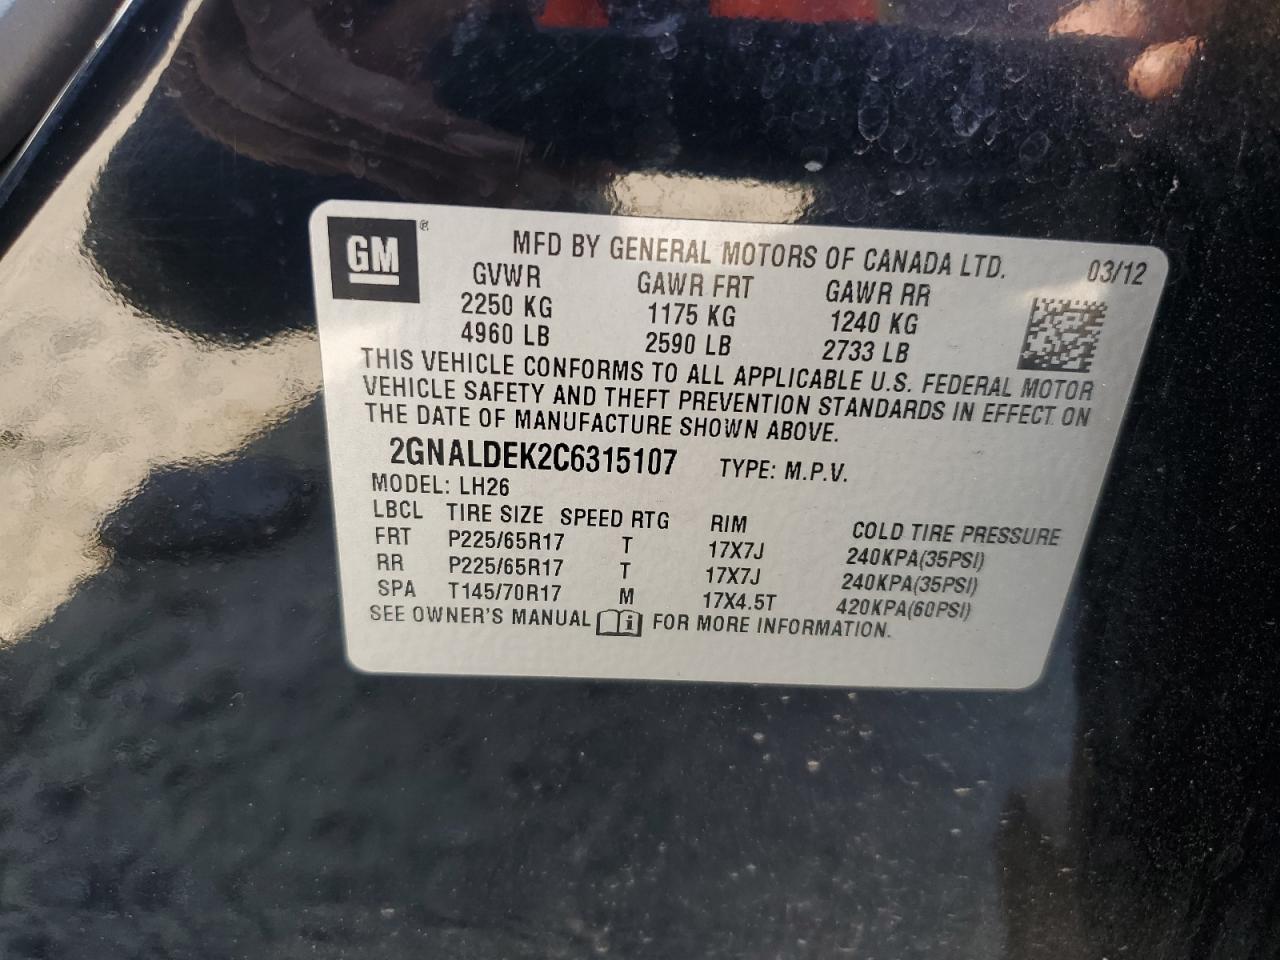 GM ® MFD BY GENERAL MOTORS OF CANADA LTD. 03/12
GVWR GAWR FRT GAWR RR
2250 KG 1175 KG 1240 KG
4960 LB 2590 LB 2733 LB
THIS VEHICLE CONFORMS TO ALL APPLICABLE U.S. FEDERAL MOTOR
VEHICLE SAFETY AND THEFT PREVENTION STANDARDS IN EFFECT ON
THE DATE OF MANUFACTURE SHOWN ABOVE.
2GNALDEK2C6315107 TYPE: M.P.V.
MODEL: LH26
LBCL TIRE SIZE SPEED RTG RIM COLD TIRE PRESSURE
FRT P225/65R17 T 17X7J 240KPA(35PSI)
RR P225/65R17 T 17X7J 240KPA(35PSI)
SPA T145/70R17 M 17X4.5T 420KPA(60PSI)
SEE OWNER'S MANUAL i FOR MORE INFORMATION.